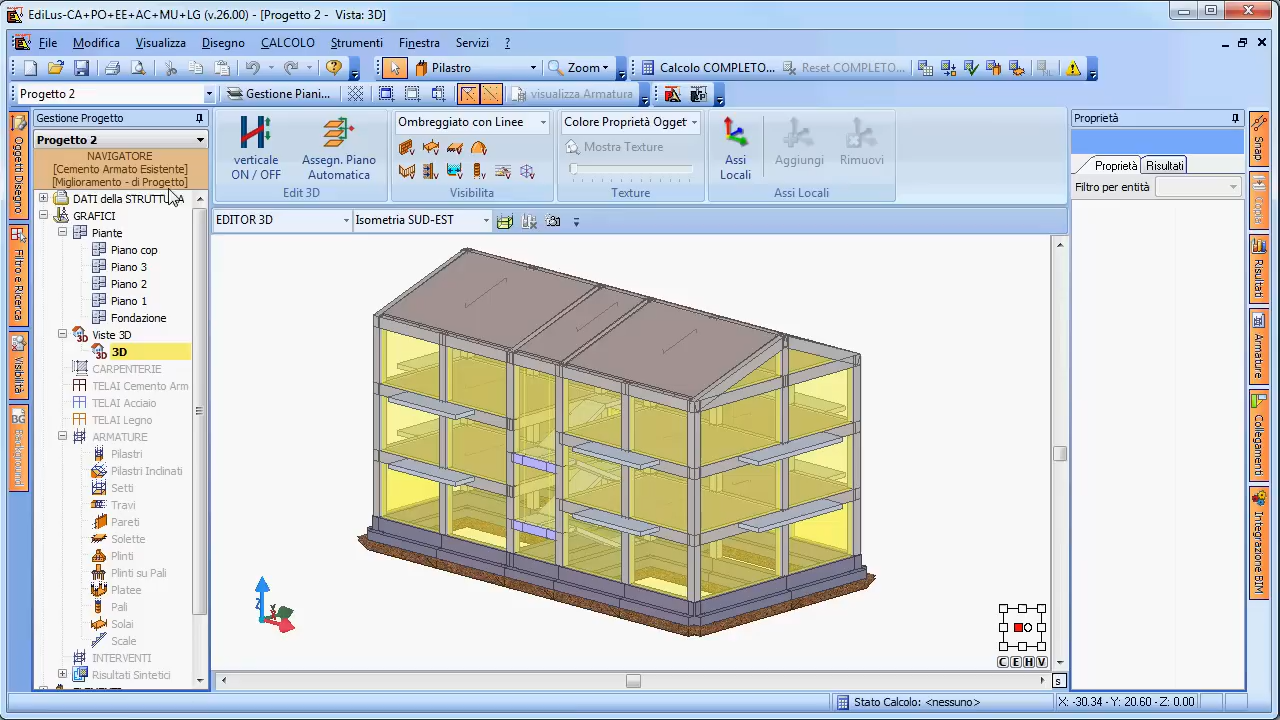 EdiLus-CA+PO+EE+AC+MU+LG (v.26.00) - [Progetto 2 - Vista: 3D]
File Modifica Visualizza Disegno CALCOLO Strumenti Finestra Servizi ?
Pilastro Zoom Calcolo COMPLETO... Reset COMPLETO...
Progetto 2 Gestione Piani... visualizza Armatura
Gestione Progetto
Progetto 2
NAVIGATORE
[Cemento Armato Esistente]
[Miglioramento - di Progetto]
DATI della STRUTTURA
GRAFICI
Piante
Piano cop
Piano 3
Piano 2
Piano 1
Fondazione
Viste 3D
3D
CARPENTERIE
TELAI Cemento Arm
TELAI Acciaio
TELAI Legno
ARMATURE
Pilastri
Pilastri Inclinati
Setti
Travi
Pareti
Solette
Plinti
Plinti su Pali
Platee
Pali
Solai
Scale
INTERVENTI
Risultati Sintetici
Oggetti Disegno
Filtro e Ricerca
Visibilità
BG
Background
verticale
ON / OFF
Assegn. Piano
Automatica
Edit 3D
Ombreggiato con Linee
Visibilita
Colore Proprietà Ogget
Mostra Texture
Texture
Assi
Locali
Aggiungi
Rimuovi
Assi Locali
EDITOR 3D
Isometria SUD-EST
Z
Y
C E H V
s
Proprietà
Proprietà Risultati
Filtro per entità
Snap
Risultati
Armature
Collegamenti
Integrazione BIM
Stato Calcolo: <nessuno>
X: -30.34 - Y: 20.60 - Z: 0.00